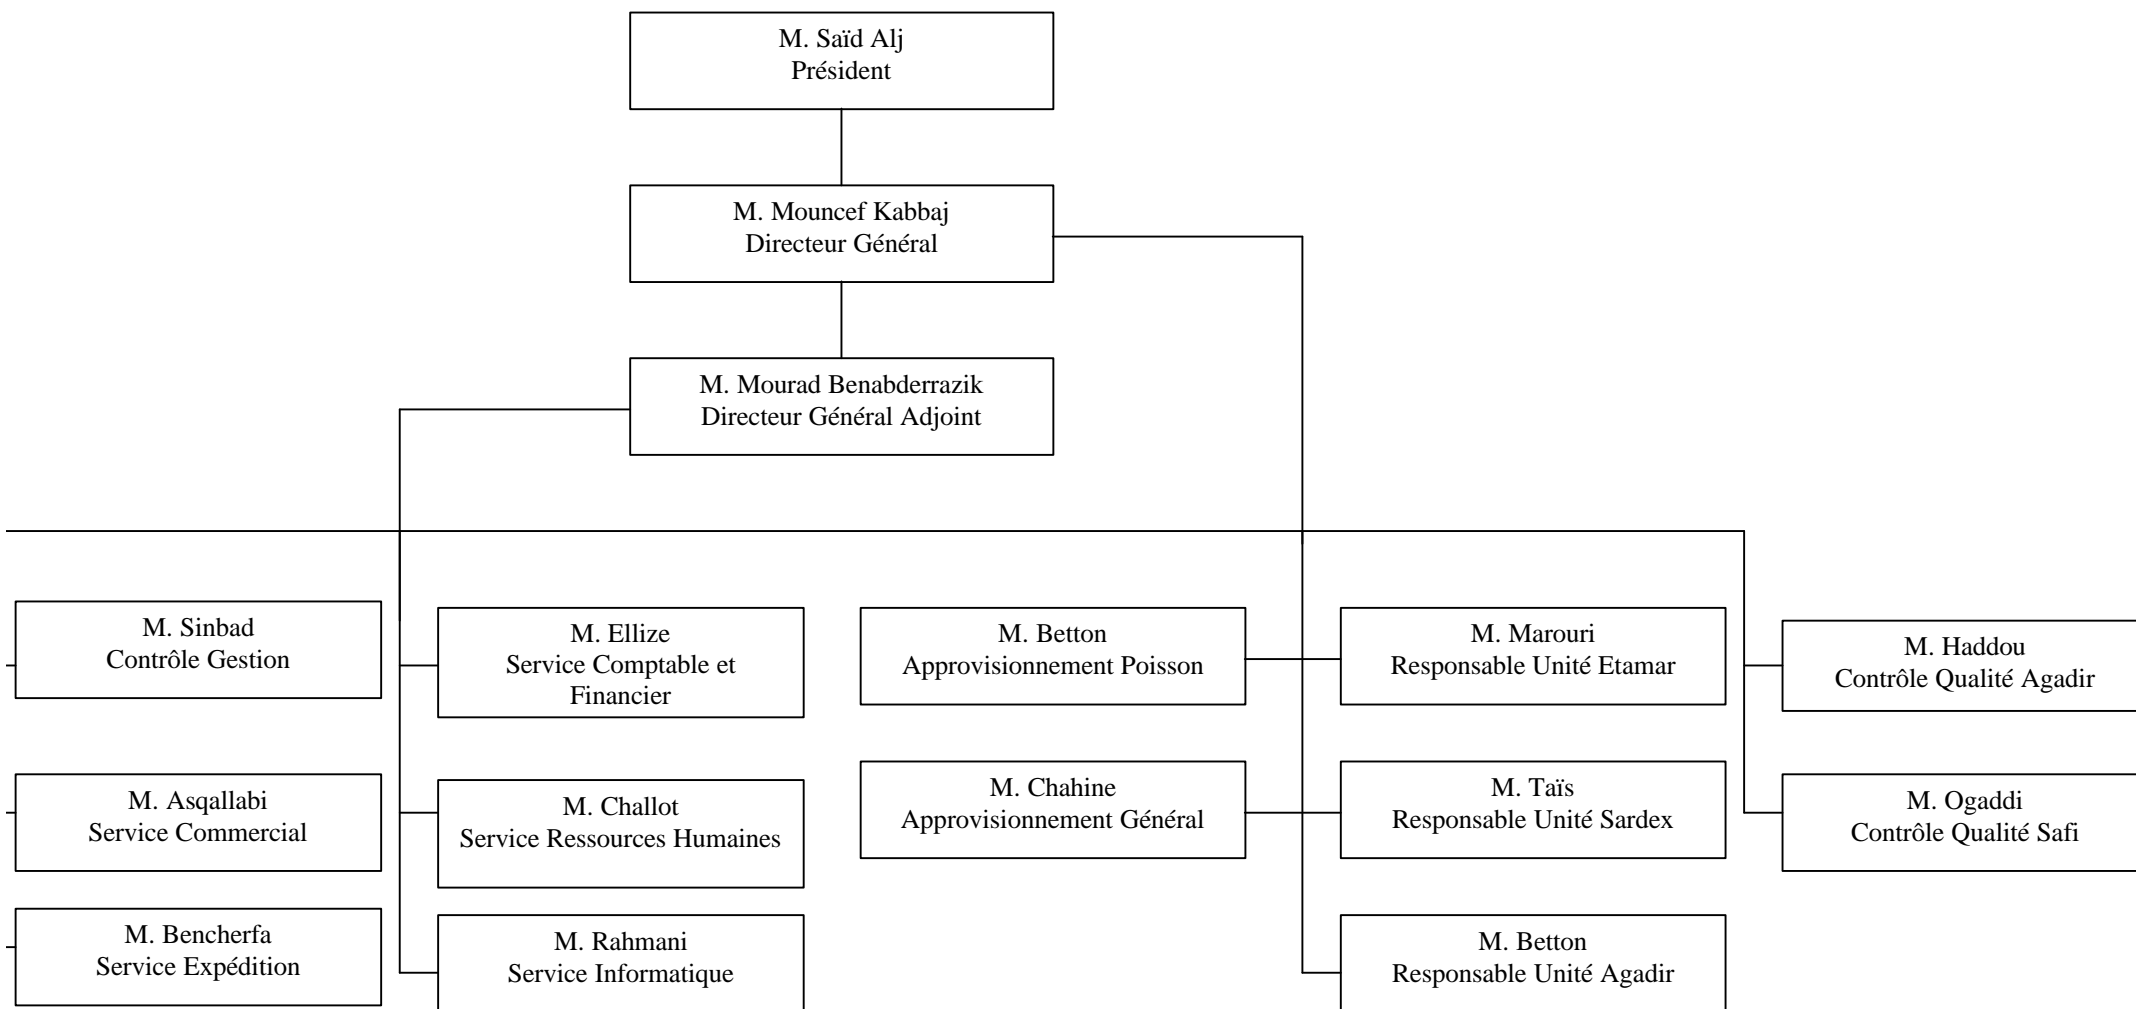 M. Saïd Alj
Président
M. Mouncef Kabbaj
Directeur Général
M. Mourad Benabderrazik
Directeur Général Adjoint
M. Sinbad
Contrôle Gestion
M. Ellize
Service Comptable et
Financier
M. Betton
Approvisionnement Poisson
M. Marouri
Responsable Unité Etamar
M. Haddou
Contrôle Qualité Agadir
M. Asqallabi
Service Commercial
M. Challot
Service Ressources Humaines
M. Chahine
Approvisionnement Général
M. Taïs
Responsable Unité Sardex
M. Ogaddi
Contrôle Qualité Safi
M. Bencherfa
Service Expédition
M. Rahmani
Service Informatique
M. Betton
Responsable Unité Agadir